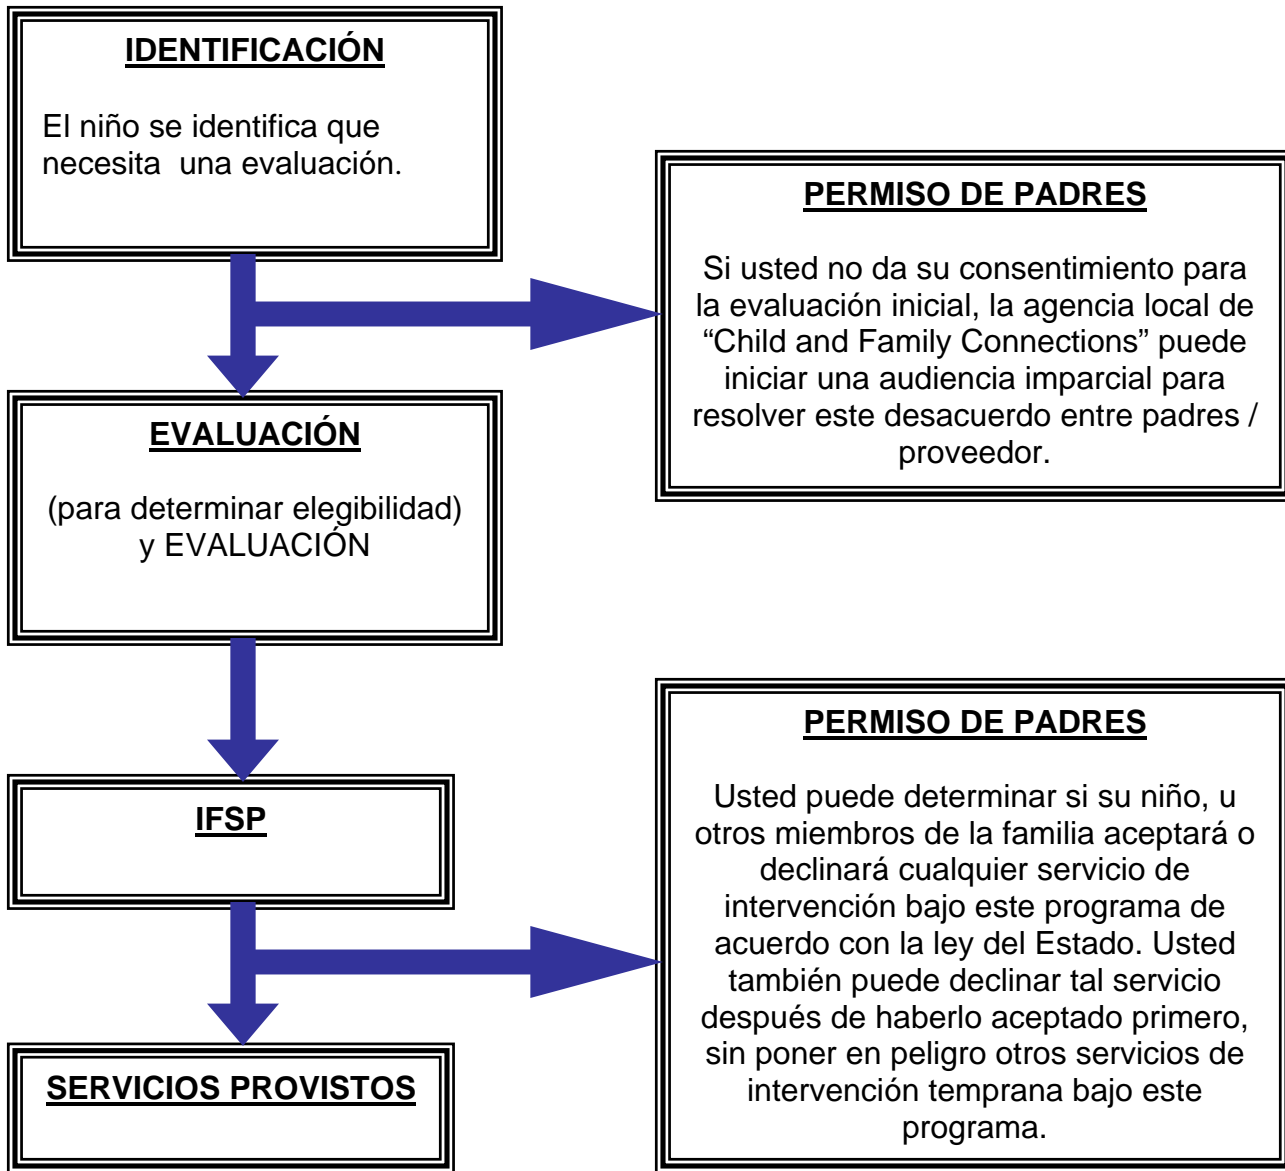 IDENTIFICACIÓN
El niño se identifica que
necesita una evaluación.
PERMISO DE PADRES
Si usted no da su consentimiento para
la evaluación inicial, la agencia local de
“Child and Family Connections” puede
iniciar una audiencia imparcial para
resolver este desacuerdo entre padres /
proveedor.
EVALUACIÓN
(para determinar elegibilidad)
y EVALUACIÓN
IFSP
PERMISO DE PADRES
Usted puede determinar si su niño, u
otros miembros de la familia aceptará o
declinará cualquier servicio de
intervención bajo este programa de
acuerdo con la ley del Estado. Usted
también puede declinar tal servicio
después de haberlo aceptado primero,
sin poner en peligro otros servicios de
intervención temprana bajo este
programa.
SERVICIOS PROVISTOS